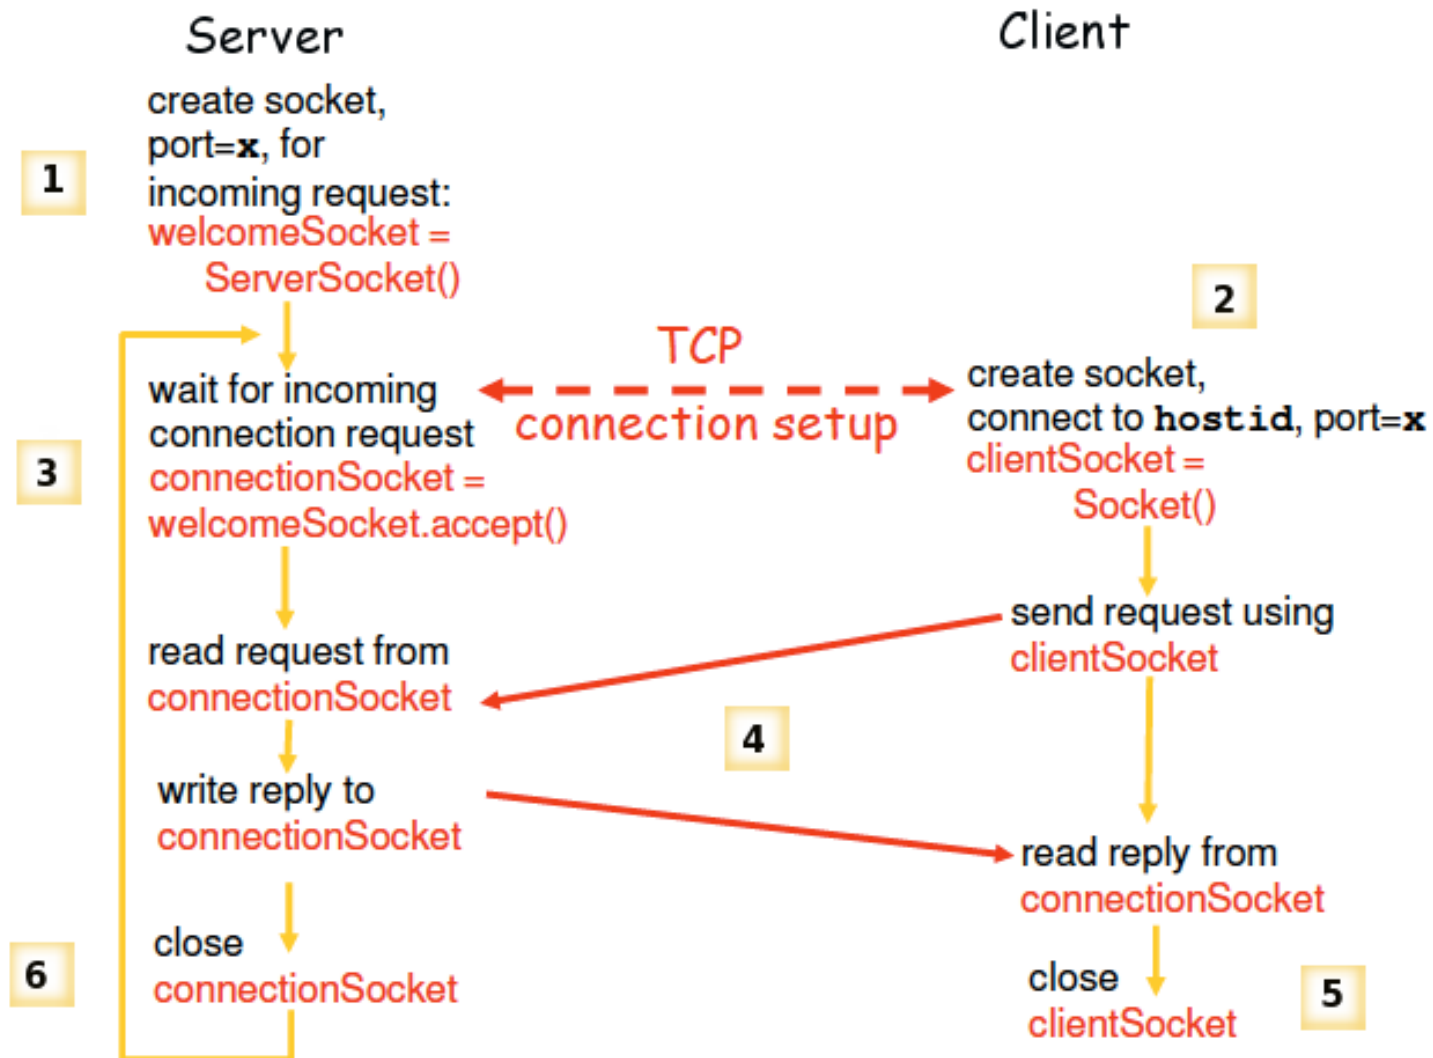 Server
Client
create socket,
port=x, for
incoming request:
welcomeSocket =
ServerSocket()
1
2
TCP
connection setup
wait for incoming
connection request
connectionSocket =
welcomeSocket.accept()
3
create socket,
connect to hostid, port=x
clientSocket =
Socket()
send request using
clientSocket
read request from
connectionSocket
4
write reply to
connectionSocket
read reply from
connectionSocket
close
connectionSocket
6
close
clientSocket
5